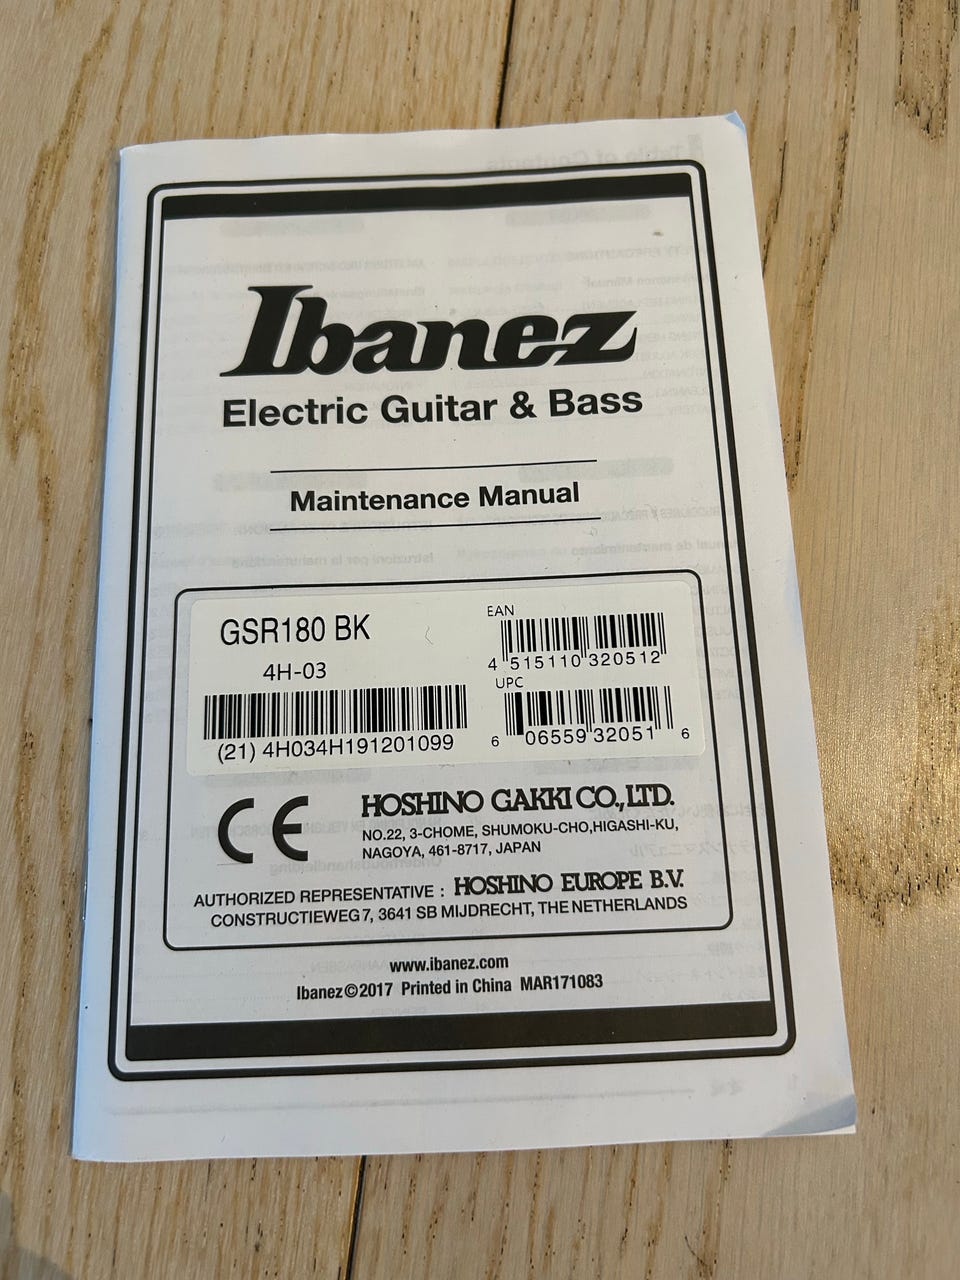 Ibanez
Electric Guitar & Bass
Maintenance Manual
GSR180 BK
4H-03
(21) 4H034H191201099
EAN
4 515110 320512
UPC
6 06559 32051 6
CE
HOSHINO GAKKI CO.,LTD.
NO.22, 3-CHOME, SHUMOKU-CHO,HIGASHI-KU,
NAGOYA, 461-8717, JAPAN
AUTHORIZED REPRESENTATIVE : HOSHINO EUROPE B.V.
CONSTRUCTIEWEG 7, 3641 SB MIJDRECHT, THE NETHERLANDS
www.ibanez.com
Ibanez©2017 Printed in China MAR171083